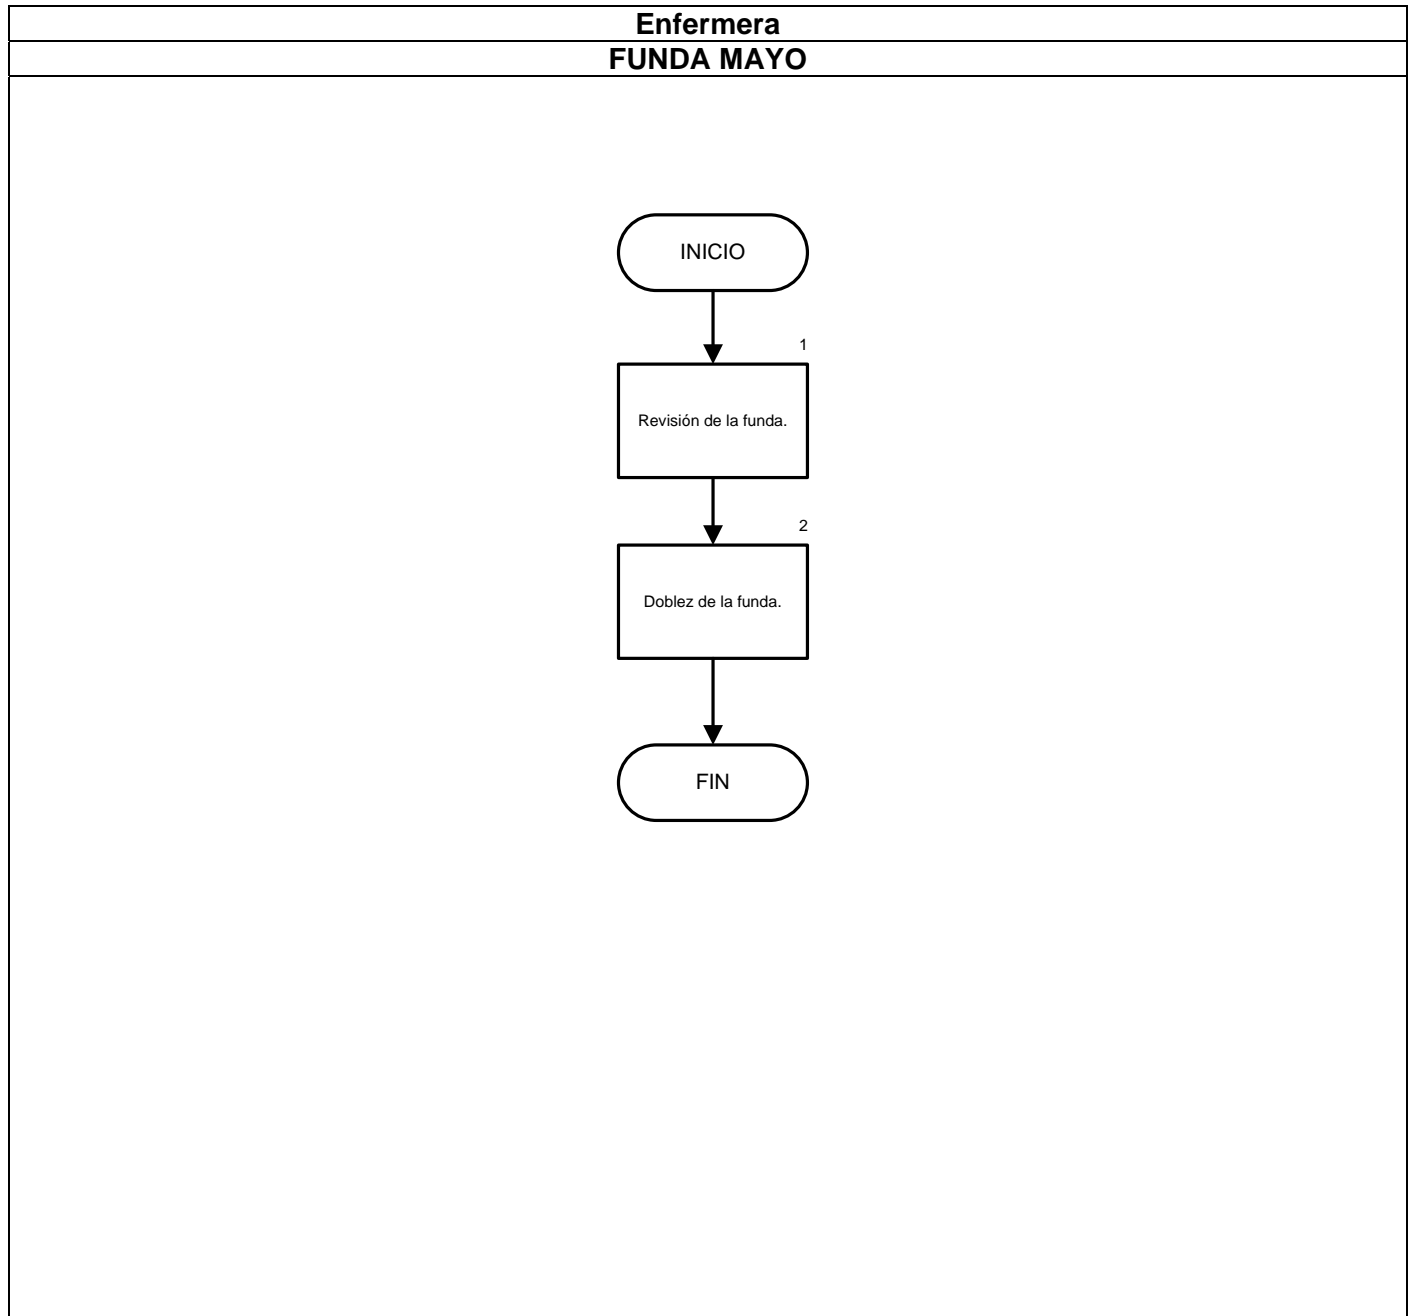 Enfermera
FUNDA MAYO
INICIO
1
Revisión de la funda.
2
Doblez de la funda.
FIN